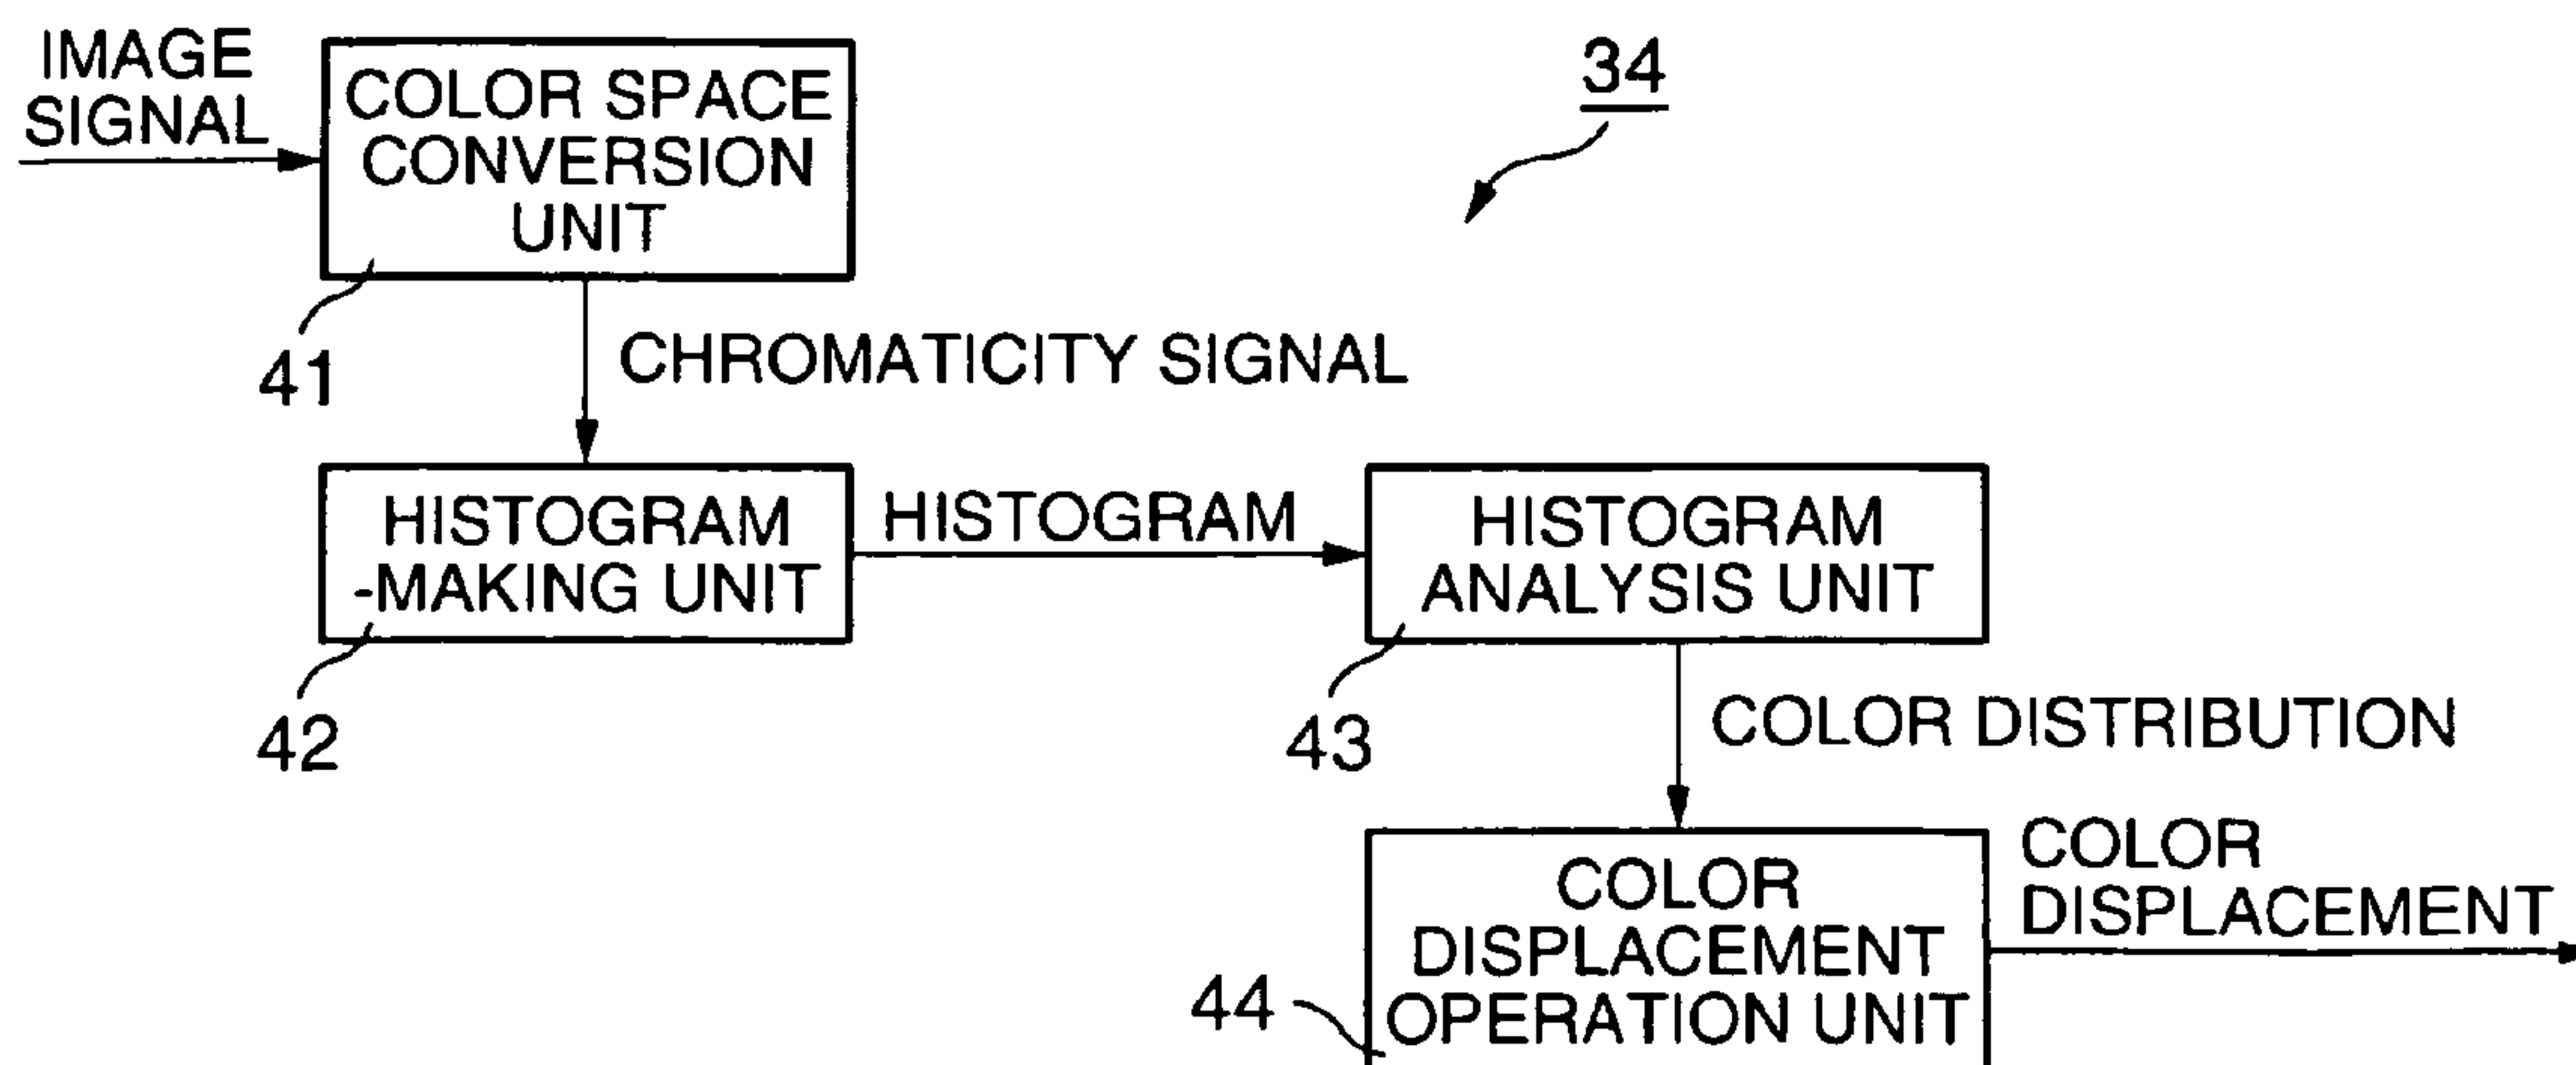 IMAGE
SIGNAL
COLOR SPACE
CONVERSION
UNIT
34
41
CHROMATICITY SIGNAL
HISTOGRAM
-MAKING UNIT
HISTOGRAM
HISTOGRAM
ANALYSIS UNIT
42
43
COLOR DISTRIBUTION
COLOR
DISPLACEMENT
OPERATION UNIT
COLOR
DISPLACEMENT
44